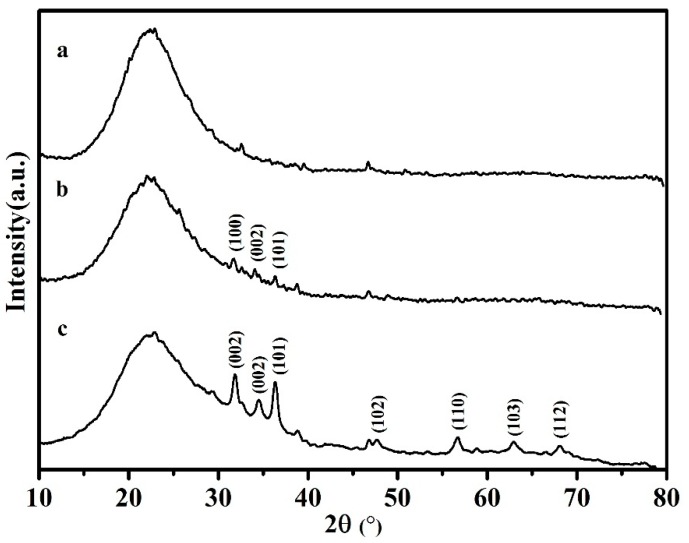 a
b
(100)
(002)
(101)
c
(002)
(002)
(101)
(102)
(110)
(103)
(112)
Intensity(a.u.)
10 20 30 40 50 60 70 80
2θ (°)